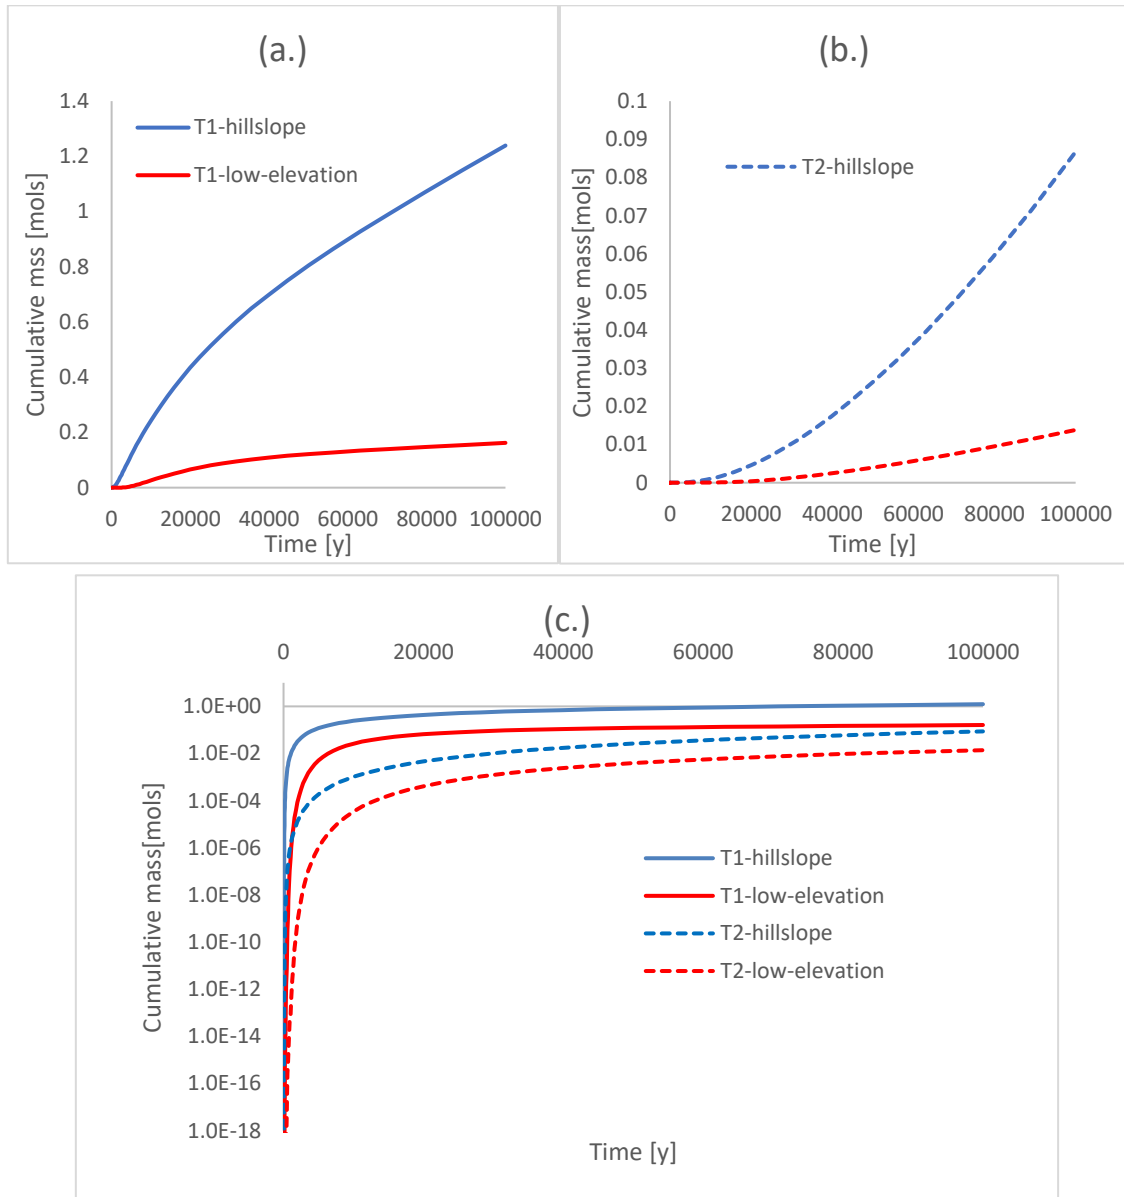 (a.)
Cumulative mss [mols]
1.4
1.2
1
0.8
0.6
0.4
0.2
0
T1-hillslope
T1-low-elevation
0 20000 40000 60000 80000 100000
Time [y]
(b.)
Cumulative mass[mols]
0.1
0.09
0.08
0.07
0.06
0.05
0.04
0.03
0.02
0.01
0
T2-hillslope
0 20000 40000 60000 80000 100000
Time [y]
(c.)
0 20000 40000 60000 80000 100000
Cumulative mass[mols]
1.0E+00
1.0E-02
1.0E-04
1.0E-06
1.0E-08
1.0E-10
1.0E-12
1.0E-14
1.0E-16
1.0E-18
T1-hillslope
T1-low-elevation
T2-hillslope
T2-low-elevation
Time [y]